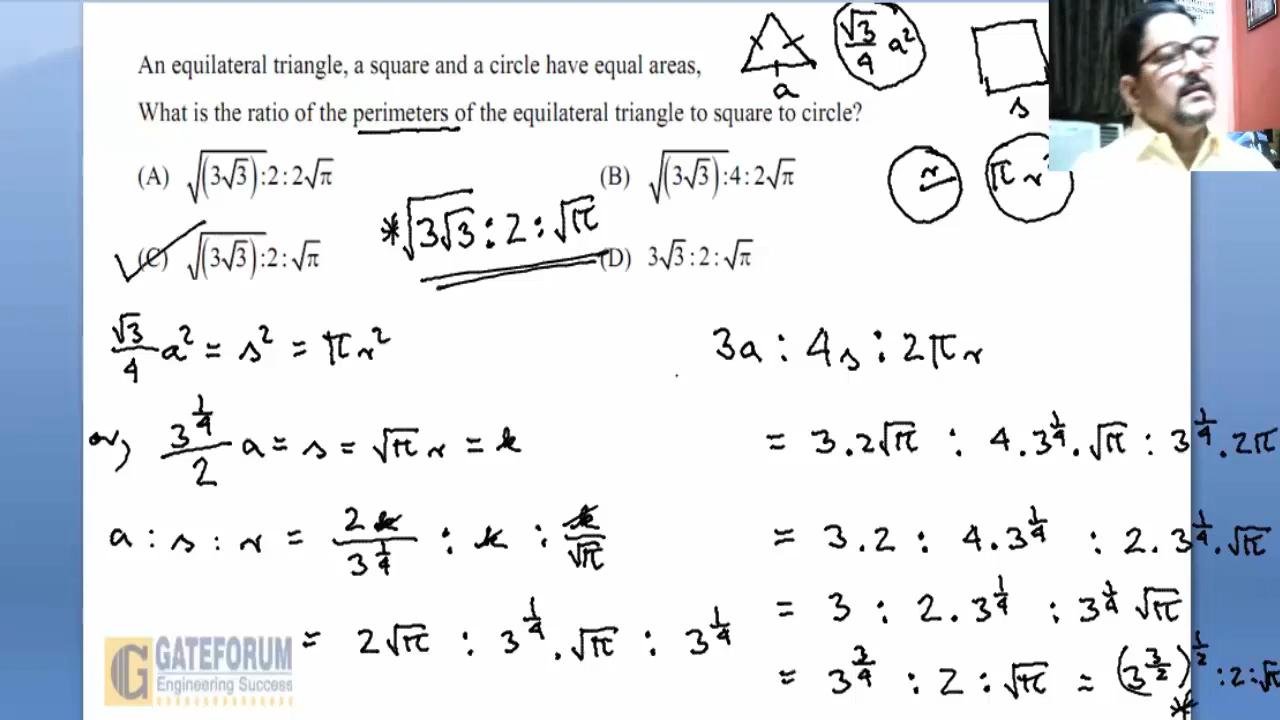 An equilateral triangle, a square and a circle have equal areas,
What is the ratio of the perimeters of the equilateral triangle to square to circle?
(A) √(3√3):2:2√π
(B) √(3√3):4:2√π
(C) √(3√3):2:√π
(D) 3√3:2:√π
*√3√3 : 2 : √π
a
√3/4 a²
s
r
πr²
√3/4 a² = s² = πr²
or, 3^¼/2 a = s = √π r = k
a : s : r = 2k/3^¼ : k : k/√π
= 2√π : 3^¼ . √π : 3^¼
3a : 4s : 2πr
= 3.2√π : 4.3^¼.√π : 3^¼.2π
= 3.2 : 4.3^¼ : 2.3^¼.√π
= 3 : 2.3^¼ : 3^¼ √π
= 3^¾ : 2 : √π = (3^(3/2))^½ : 2 : √π
*
GATEFORUM
Engineering Success